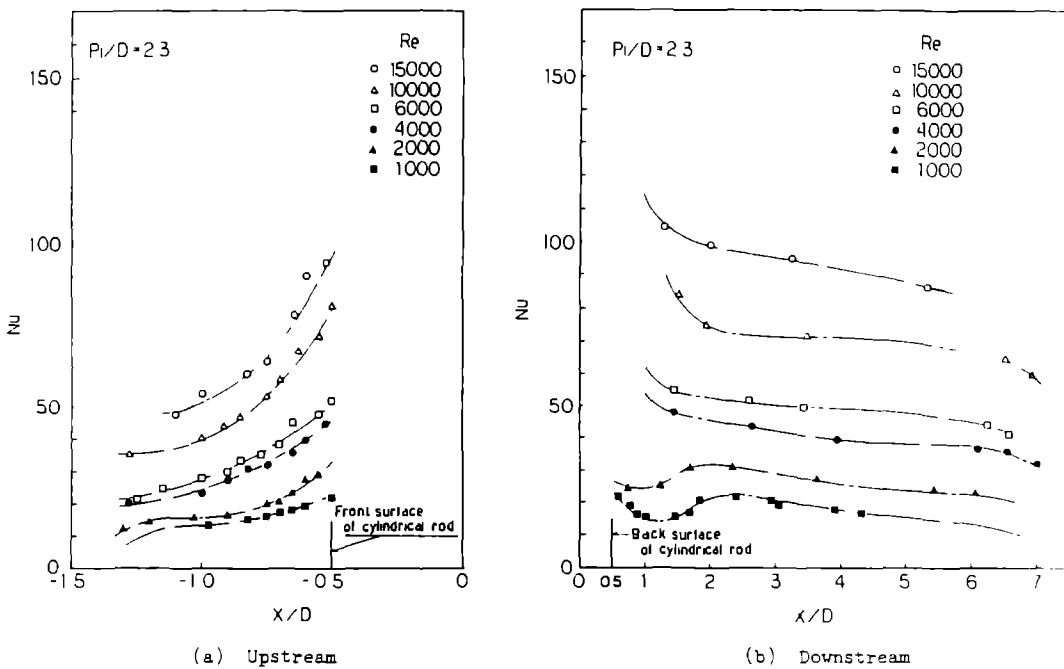 Pi/D = 2.3
Re
15000
10000
6000
4000
2000
1000
150
100
50
0
Nu
Front surface
of cylindrical rod
-1.5
-1.0
-0.5
0
X/D
(a) Upstream
Pi/D = 2.3
Re
15000
10000
6000
4000
2000
1000
150
100
50
0
Nu
Back surface
of cylindrical rod
0
0.5
1
2
3
4
5
6
7
X/D
(b) Downstream